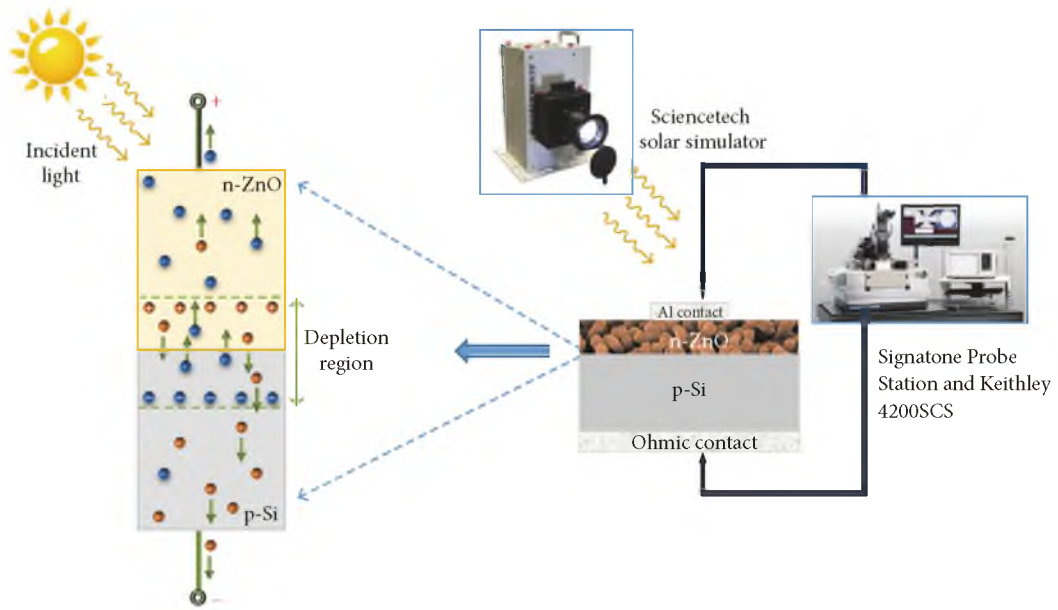 Incident
light
+
n-ZnO
Depletion
region
p-Si
−
Sciencetech
solar simulator
Al contact
n-ZnO
p-Si
Ohmic contact
Signatone Probe
Station and Keithley
4200SCS